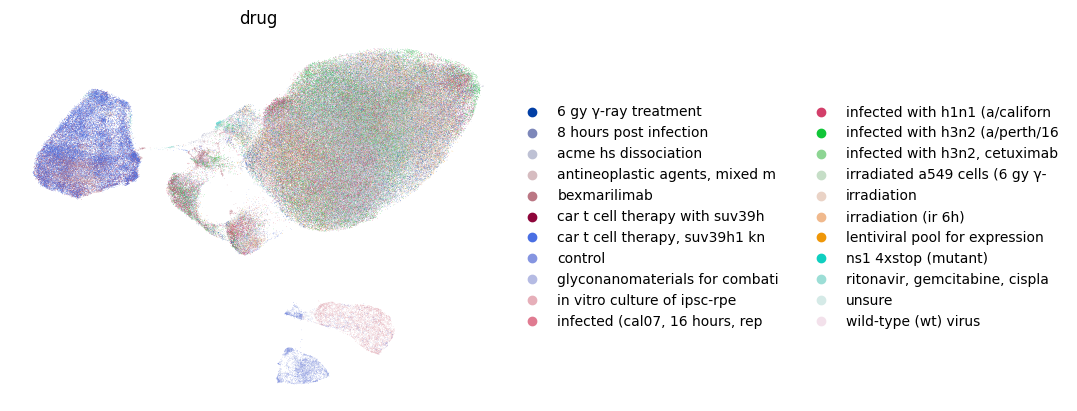 drug
6 gy γ-ray treatment
8 hours post infection
acme hs dissociation
antineoplastic agents, mixed m
bexmarilimab
car t cell therapy with suv39h
car t cell therapy, suv39h1 kn
control
glyconanomaterials for combati
in vitro culture of ipsc-rpe
infected (cal07, 16 hours, rep
infected with h1n1 (a/californ
infected with h3n2 (a/perth/16
infected with h3n2, cetuximab
irradiated a549 cells (6 gy γ-
irradiation
irradiation (ir 6h)
lentiviral pool for expression
ns1 4xstop (mutant)
ritonavir, gemcitabine, cispla
unsure
wild-type (wt) virus